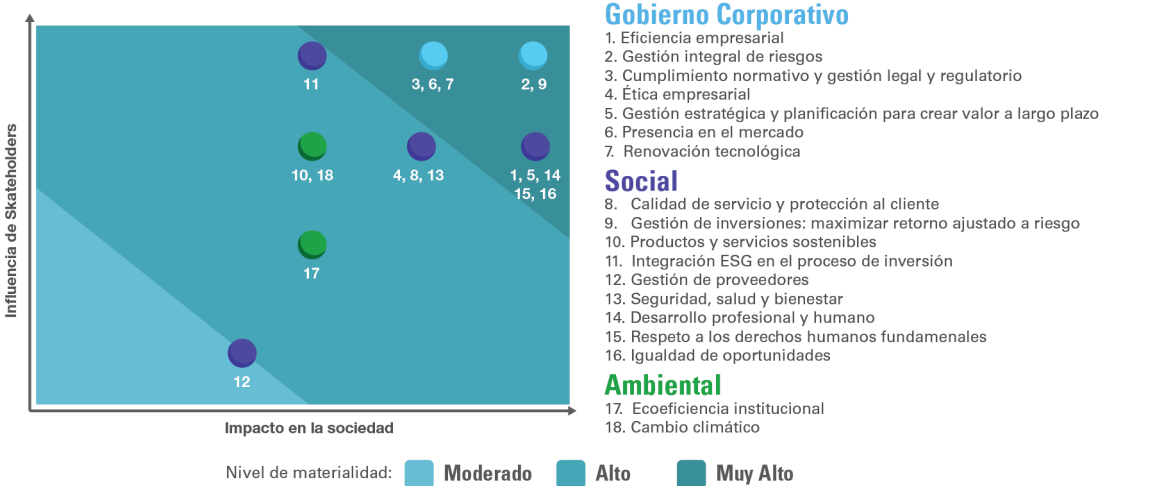 Influencia de Skateholders
11
3, 6, 7
2, 9
10, 18
4, 8, 13
1, 5, 14
15, 16
17
12
Impacto en la sociedad
Gobierno Corporativo
1. Eficiencia empresarial
2. Gestión integral de riesgos
3. Cumplimiento normativo y gestión legal y regulatorio
4. Ética empresarial
5. Gestión estratégica y planificación para crear valor a largo plazo
6. Presencia en el mercado
7. Renovación tecnológica
Social
8. Calidad de servicio y protección al cliente
9. Gestión de inversiones: maximizar retorno ajustado a riesgo
10. Productos y servicios sostenibles
11. Integración ESG en el proceso de inversión
12. Gestión de proveedores
13. Seguridad, salud y bienestar
14. Desarrollo profesional y humano
15. Respeto a los derechos humanos fundamenales
16. Igualdad de oportunidades
Ambiental
17. Ecoeficiencia institucional
18. Cambio climático
Nivel de materialidad: Moderado Alto Muy Alto